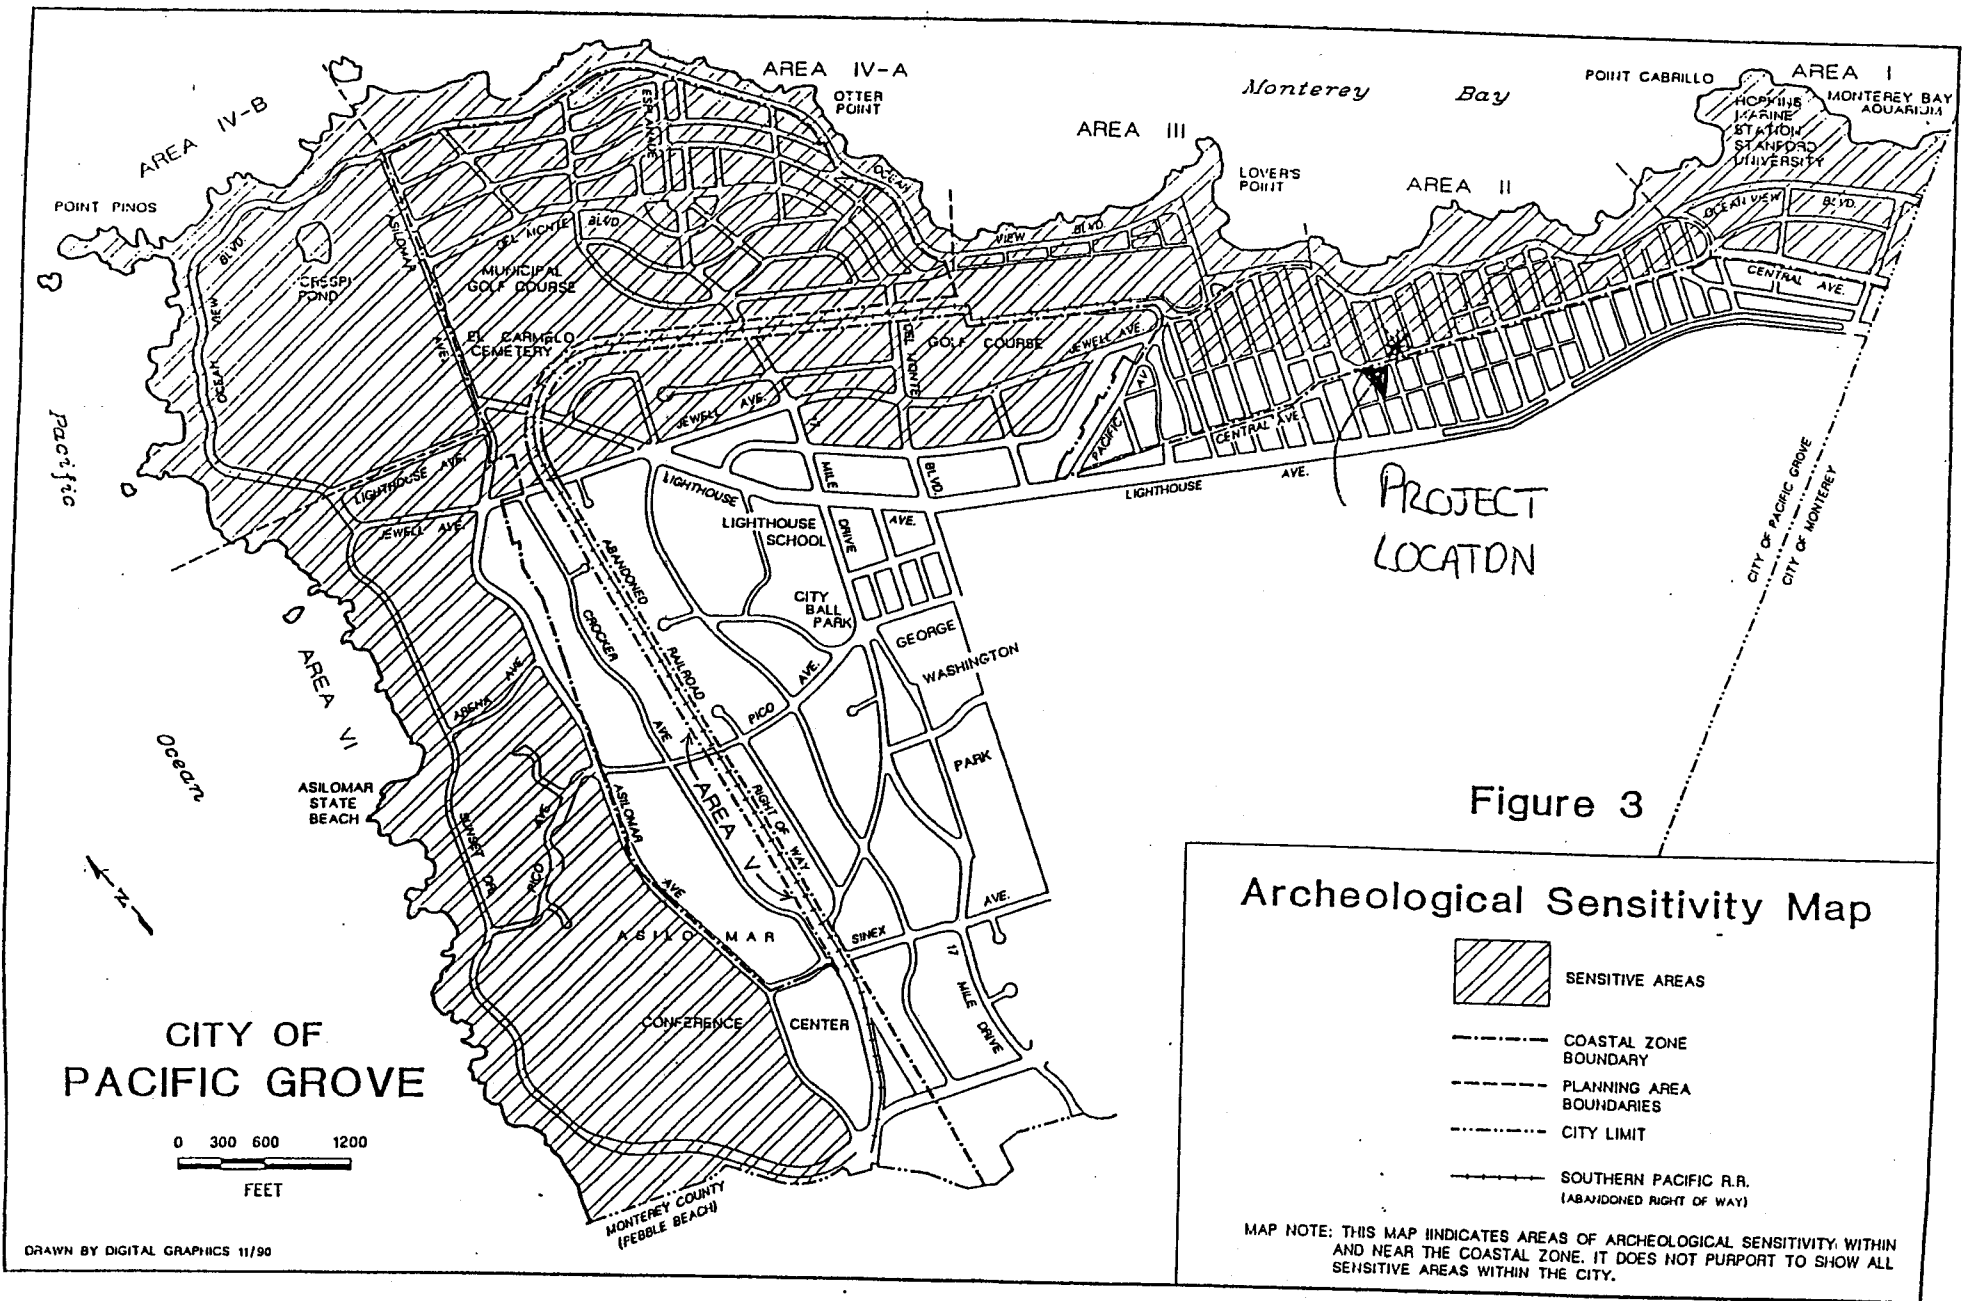 AREA IV-A
OTTER
POINT
Monterey Bay
POINT CABRILLO
AREA I
MONTEREY BAY
AQUARIUM
HOPKINS
MARINE
STATION
STANFORD
UNIVERSITY
AREA IV-B
AREA III
LOVER'S
POINT
AREA II
POINT PINOS
ESPLANADE
OCEAN
VIEW BLVD.
OCEAN VIEW BLVD.
CENTRAL AVE.
ASILOMAR
AVE.
DEL MONTE BLVD.
CRESPI
POND
MUNICIPAL
GOLF COURSE
OCEAN VIEW BLVD.
EL CARMELO
CEMETERY
DEL MONTE
BLVD.
GOLF COURSE
JEWELL AVE.
JEWELL AVE.
PACIFIC AV
CENTRAL AVE.
LIGHTHOUSE AVE.
PROJECT
LOCATON
CITY OF PACIFIC GROVE
CITY OF MONTEREY
Pacific
Ocean
LIGHTHOUSE AVE.
JEWELL AVE.
17
MILE
DRIVE
LIGHTHOUSE
AVE.
LIGHTHOUSE
SCHOOL
CITY
BALL
PARK
GEORGE
WASHINGTON
PARK
ABANDONED
RAILROAD
RIGHT OF WAY
CROCKER
AVE
PICO AVE.
AREA V
AREA VI
ARENA AVE.
ASILOMAR
STATE
BEACH
SUNSET DR.
PICO AVE
ASILOMAR
AVE
SINEX AVE.
17
MILE
DRIVE
ASILOMAR
CONFERENCE CENTER
N
CITY OF
PACIFIC GROVE
0 300 600 1200
FEET
MONTEREY COUNTY
(PEBBLE BEACH)
DRAWN BY DIGITAL GRAPHICS 11/90
Figure 3
Archeological Sensitivity Map
SENSITIVE AREAS
COASTAL ZONE
BOUNDARY
PLANNING AREA
BOUNDARIES
CITY LIMIT
SOUTHERN PACIFIC R.R.
(ABANDONED RIGHT OF WAY)
MAP NOTE: THIS MAP IINDICATES AREAS OF ARCHEOLOGICAL SENSITIVITY, WITHIN
AND NEAR THE COASTAL ZONE. IT DOES NOT PURPORT TO SHOW ALL
SENSITIVE AREAS WITHIN THE CITY.